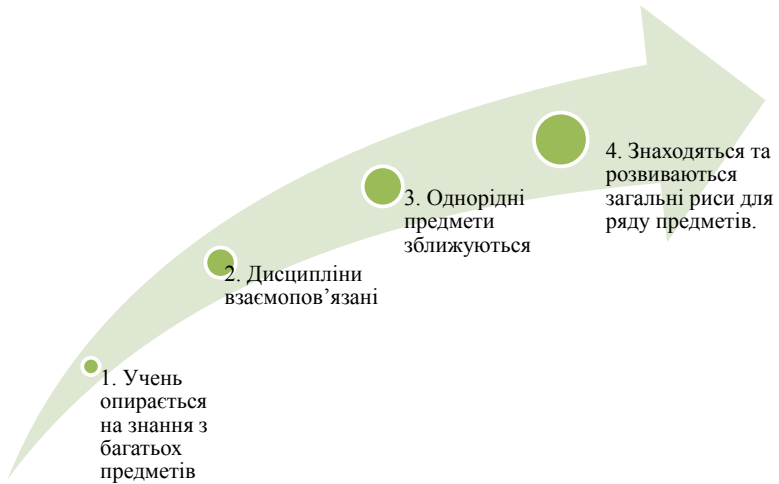 1. Учень
опирається
на знання з
багатьох
предметів
2. Дисципліни
взаємопов’язані
3. Однорідні
предмети
зближуються
4. Знаходяться та
розвиваються
загальні риси для
ряду предметів.